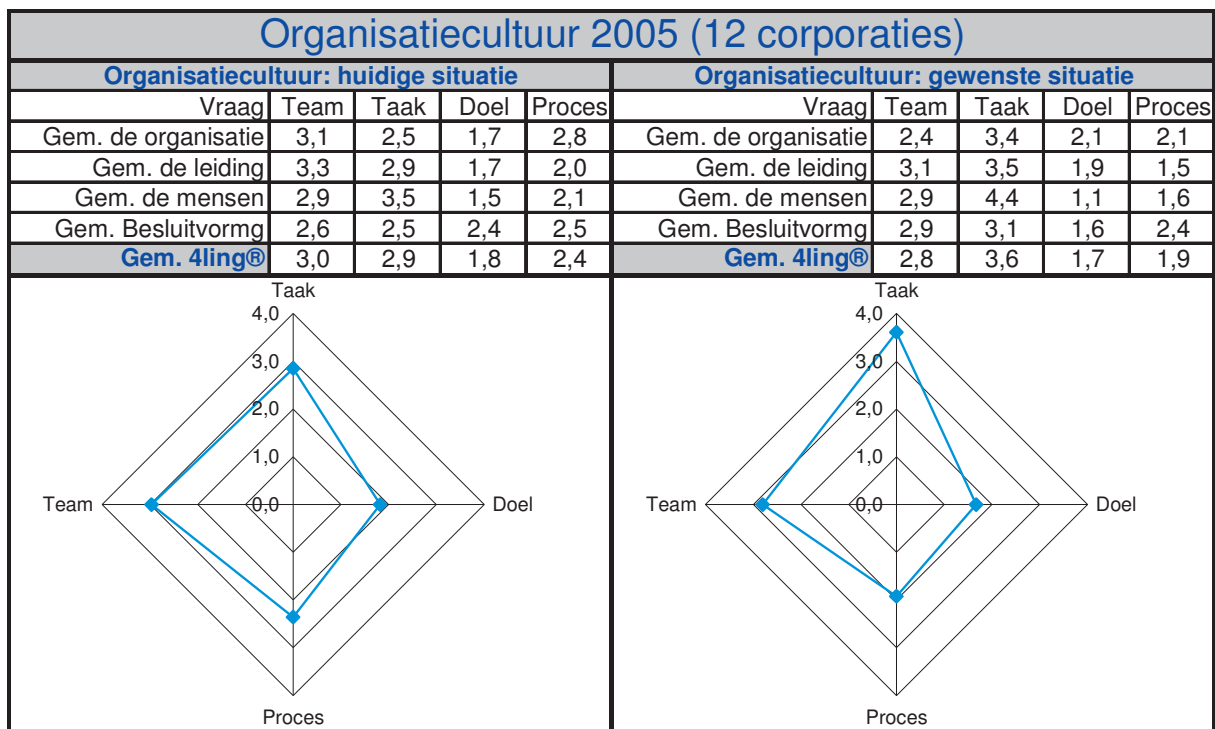 Organisatiecultuur 2005 (12 corporaties)
Organisatiecultuur: huidige situatie
Vraag Team Taak Doel Proces
Gem. de organisatie 3,1 2,5 1,7 2,8
Gem. de leiding 3,3 2,9 1,7 2,0
Gem. de mensen 2,9 3,5 1,5 2,1
Gem. Besluitvormg 2,6 2,5 2,4 2,5
Gem. 4ling® 3,0 2,9 1,8 2,4
Taak
4,0
3,0
2,0
1,0
Team 0,0 Doel
Proces
Organisatiecultuur: gewenste situatie
Vraag Team Taak Doel Proces
Gem. de organisatie 2,4 3,4 2,1 2,1
Gem. de leiding 3,1 3,5 1,9 1,5
Gem. de mensen 2,9 4,4 1,1 1,6
Gem. Besluitvormg 2,9 3,1 1,6 2,4
Gem. 4ling® 2,8 3,6 1,7 1,9
Taak
4,0
3,0
2,0
1,0
Team 0,0 Doel
Proces